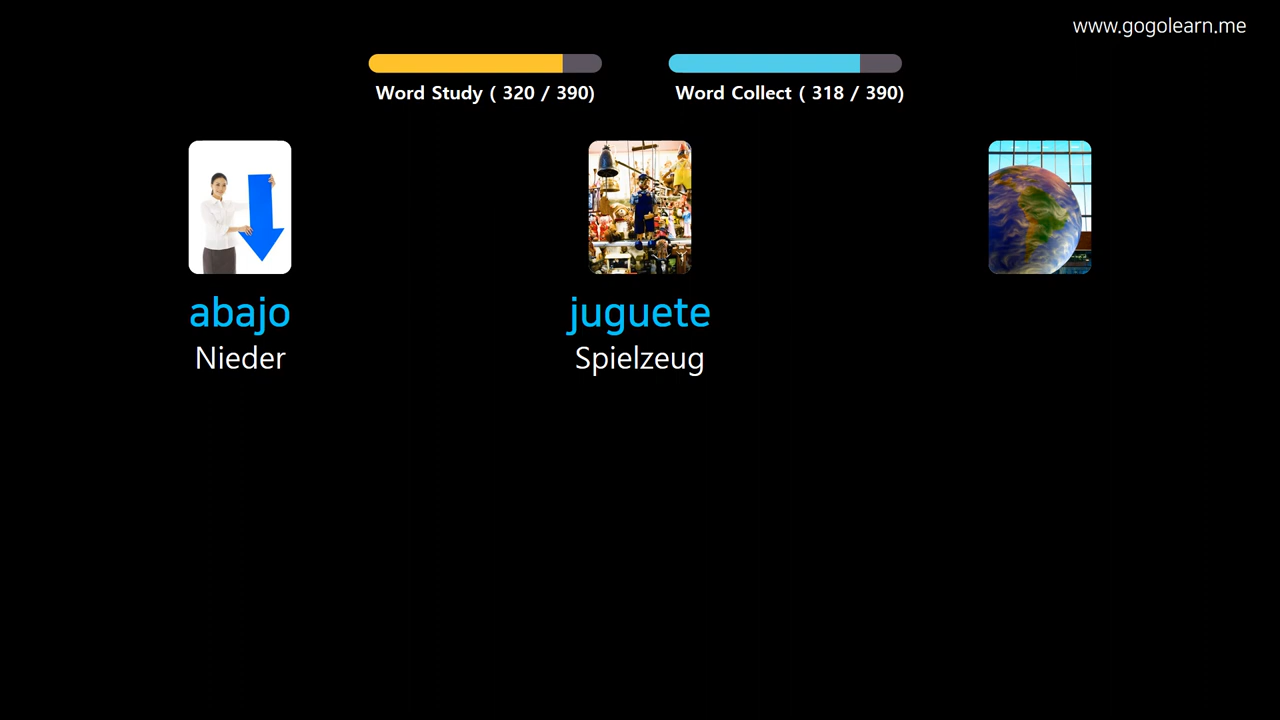 www.gogolearn.me
Word Study ( 320 / 390)
Word Collect ( 318 / 390)
abajo
Nieder
juguete
Spielzeug